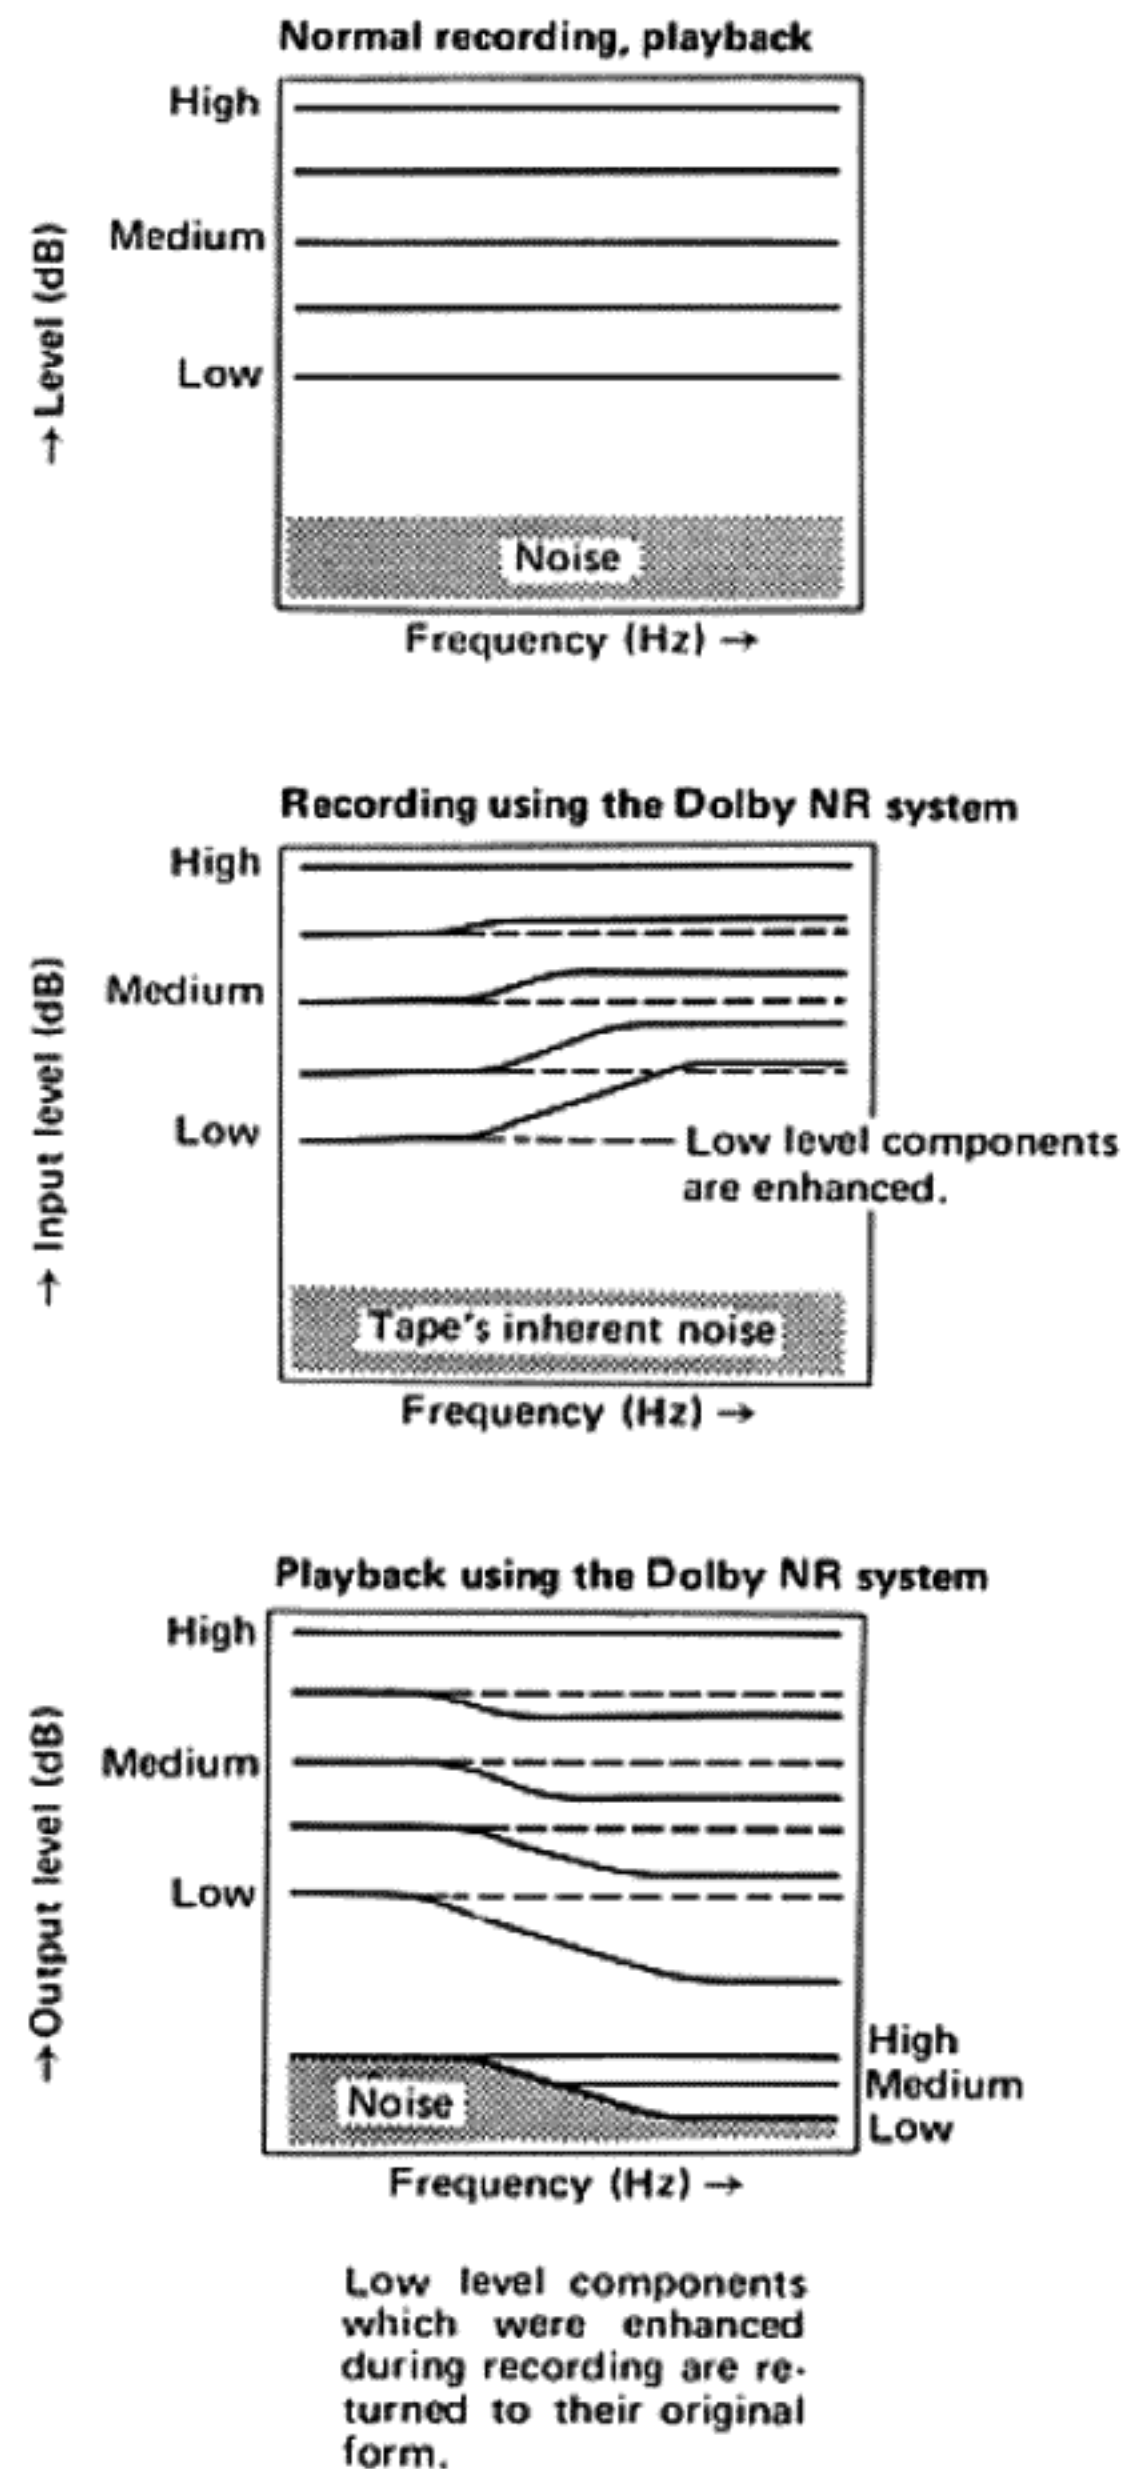 Normal recording, playback
High
Medium
Low
→ Level (dB)
Noise
Frequency (Hz) →
Recording using the Dolby NR system
High
Medium
Low
→ Input level (dB)
Low level components
are enhanced.
Tape's inherent noise
Frequency (Hz) →
Playback using the Dolby NR system
High
Medium
Low
→ Output level (dB)
High
Medium
Low
Noise
Frequency (Hz) →
Low level components
which were enhanced
during recording are re-
turned to their original
form.